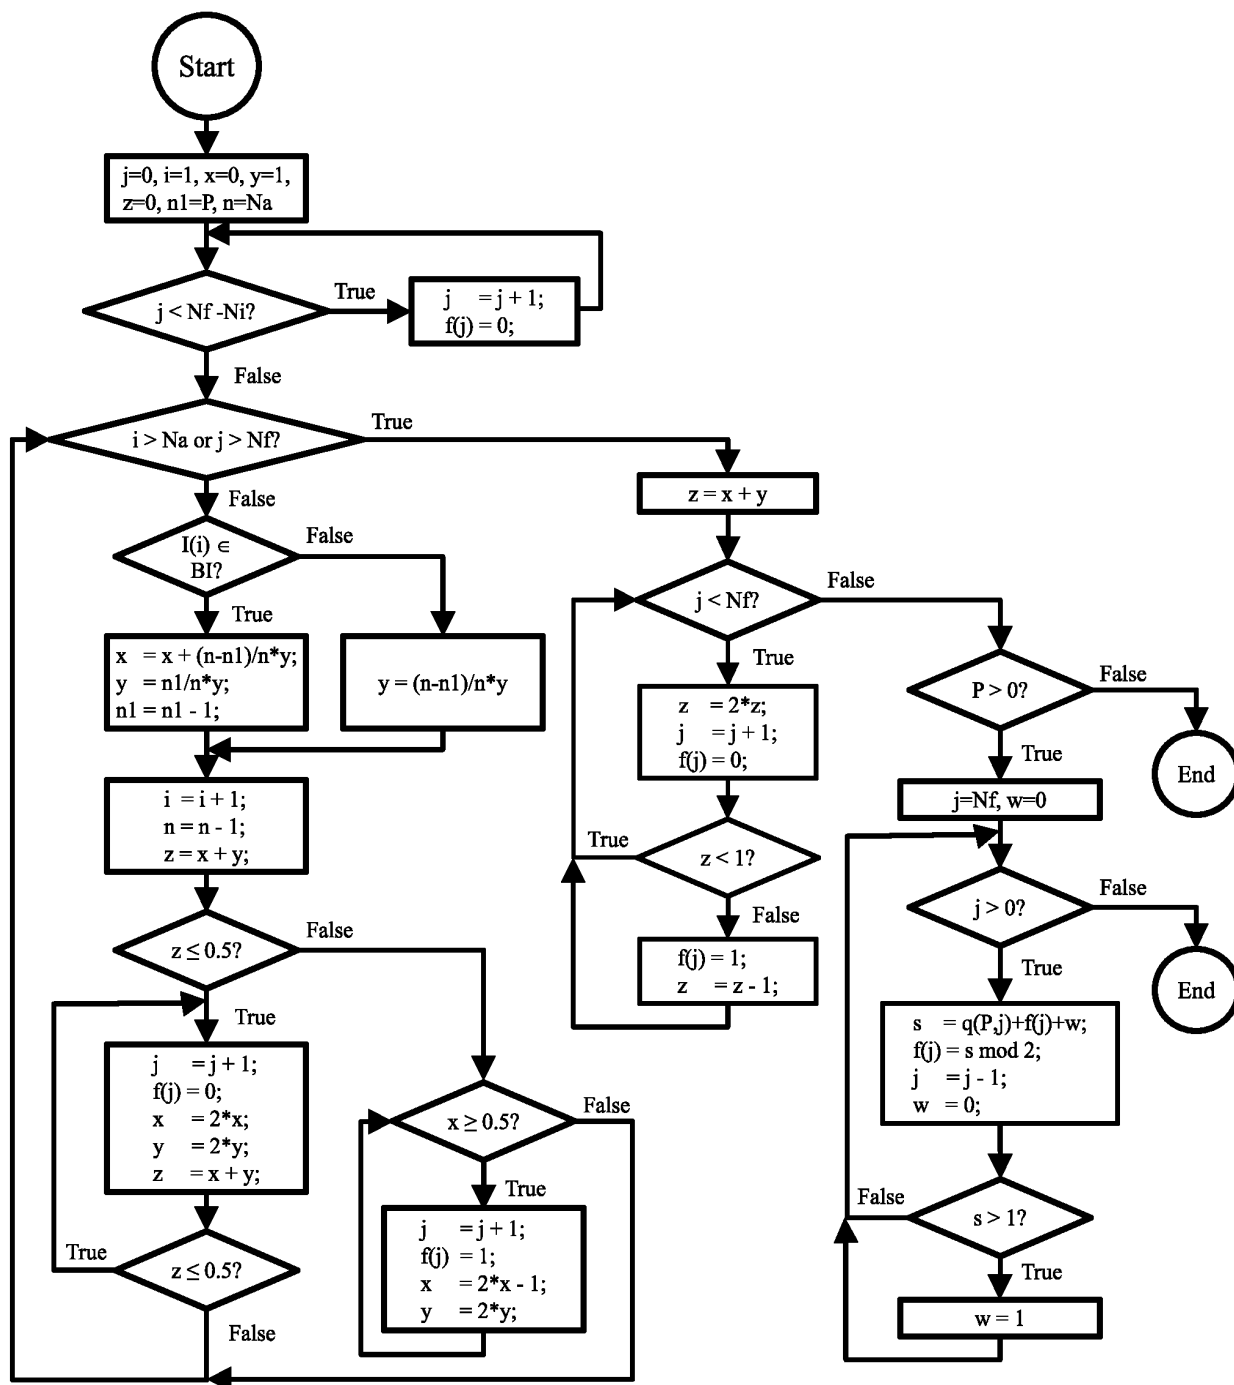 Start
j=0, i=1, x=0, y=1,
z=0, n1=P, n=Na
j < Nf -Ni?
True
j = j + 1;
f(j) = 0;
False
i > Na or j > Nf?
True
False
z = x + y
I(i) ∈
BI?
False
True
x = x + (n-n1)/n*y;
y = n1/n*y;
n1 = n1 - 1;
y = (n-n1)/n*y
i = i + 1;
n = n - 1;
z = x + y;
z ≤ 0.5?
False
True
j = j + 1;
f(j) = 0;
x = 2*x;
y = 2*y;
z = x + y;
z ≤ 0.5?
True
False
x ≥ 0.5?
False
True
j = j + 1;
f(j) = 1;
x = 2*x - 1;
y = 2*y;
j < Nf?
False
True
z = 2*z;
j = j + 1;
f(j) = 0;
z < 1?
True
False
f(j) = 1;
z = z - 1;
P > 0?
False
End
True
j=Nf, w=0
j > 0?
False
End
True
s = q(P,j)+f(j)+w;
f(j) = s mod 2;
j = j - 1;
w = 0;
s > 1?
False
True
w = 1